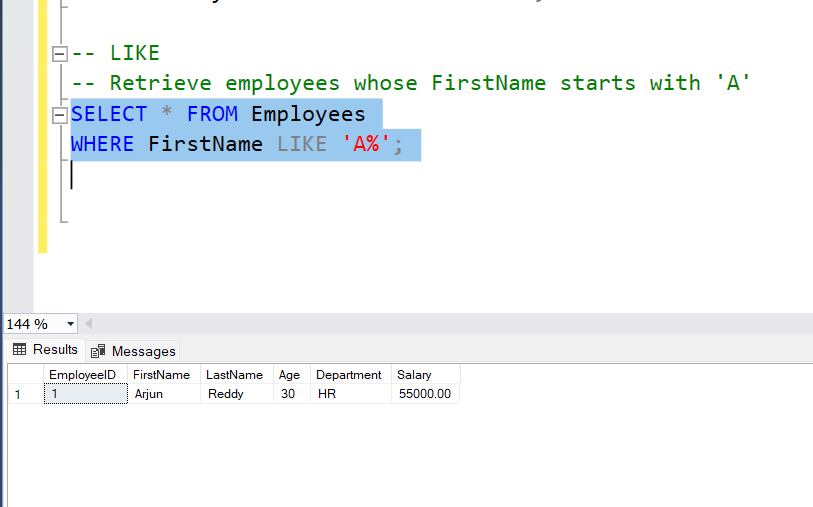 -- LIKE
-- Retrieve employees whose FirstName starts with 'A'
SELECT * FROM Employees
WHERE FirstName LIKE 'A%';
144 %
Results Messages
EmployeeID FirstName LastName Age Department Salary
1 1 Arjun Reddy 30 HR 55000.00